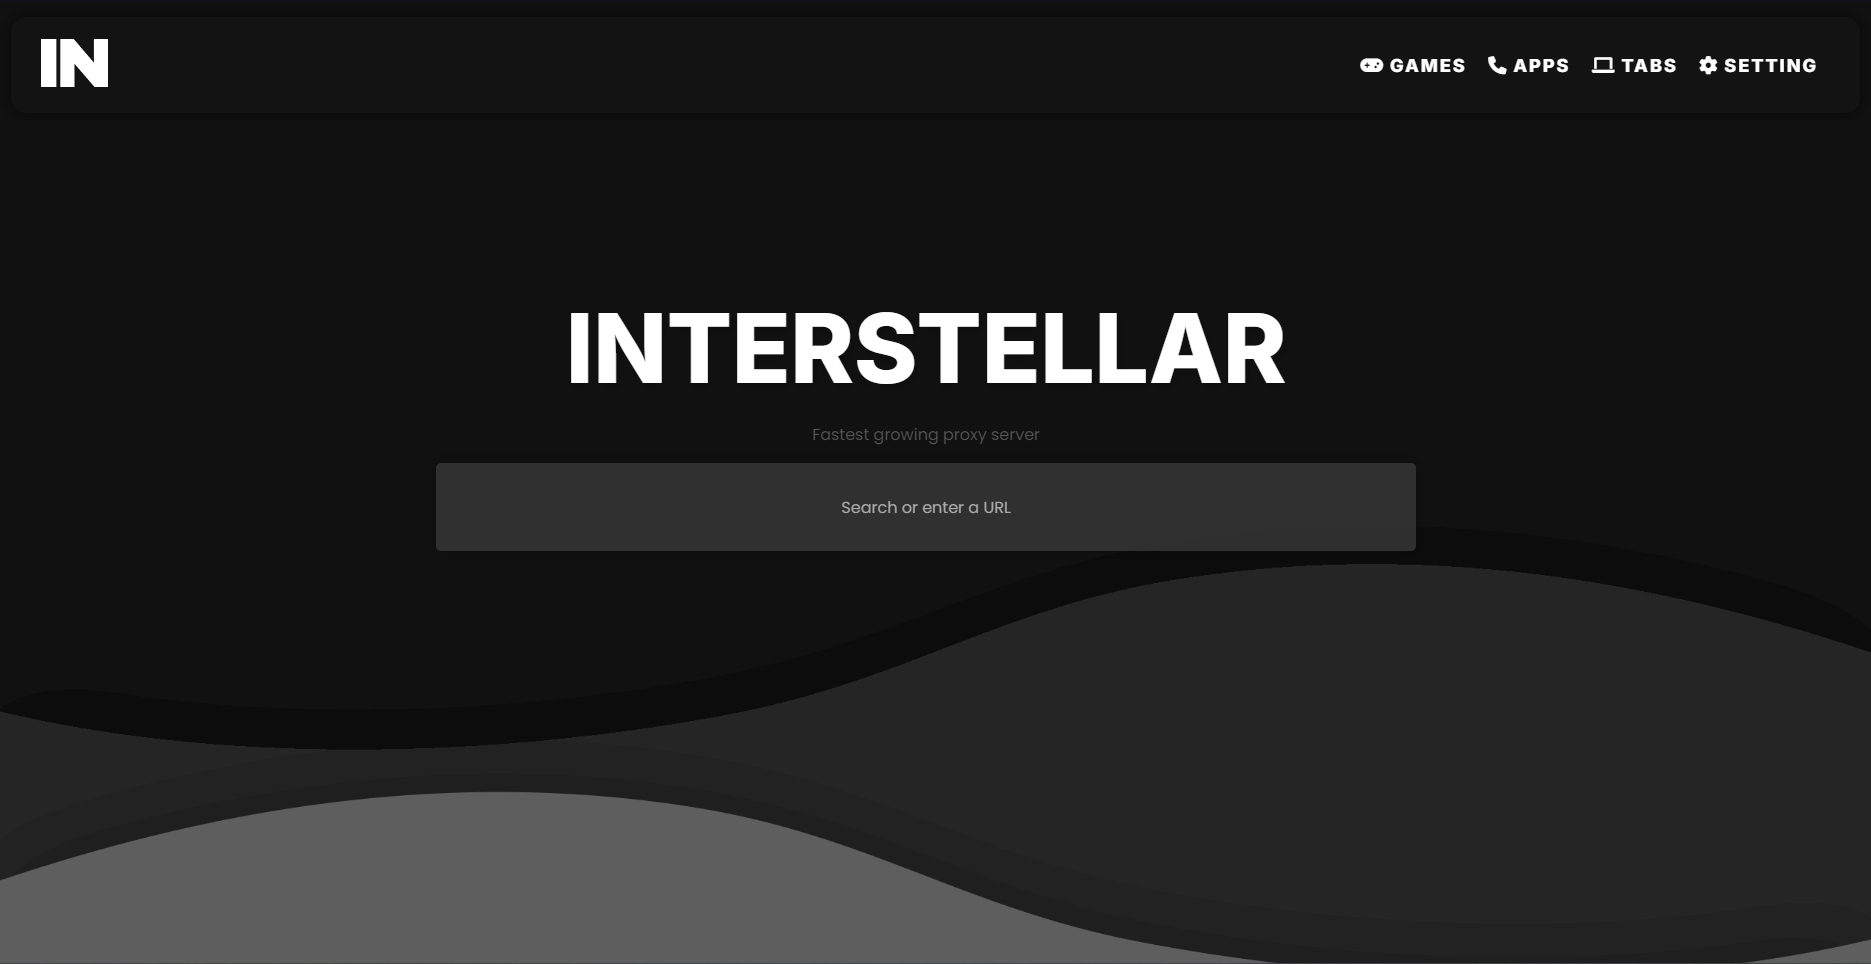 IN
GAMES APPS TABS SETTING
INTERSTELLAR
Fastest growing proxy server
Search or enter a URL